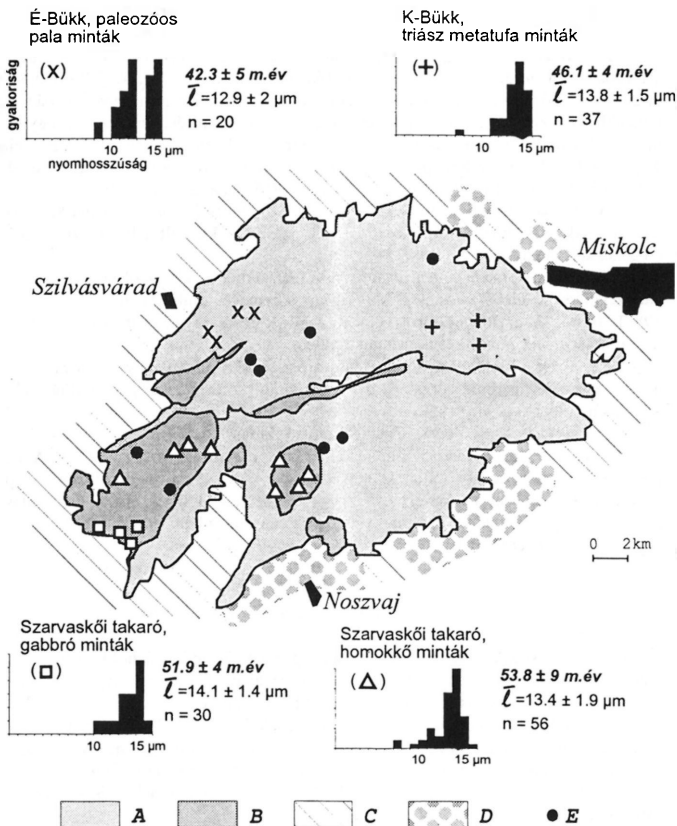 É-Bükk, paleozóos
pala minták
(x)
gyakoriság
42.3 ± 5 m.év
l̅ =12.9 ± 2 µm
n = 20
10 15 µm
nyomhosszúság
K-Bükk,
triász metatufa minták
(+)
46.1 ± 4 m.év
l̅ =13.8 ± 1.5 µm
n = 37
10 15 µm
Miskolc
Szilvásvárad
x x
x
x
0 2 km
Noszvaj
Szarvaskői takaró,
gabbró minták
(□)
51.9 ± 4 m.év
l̅ =14.1 ± 1.4 µm
n = 30
10 15 µm
Szarvaskői takaró,
homokkő minták
(△)
53.8 ± 9 m.év
l̅ =13.4 ± 1.9 µm
n = 56
10 15 µm
A B C D E